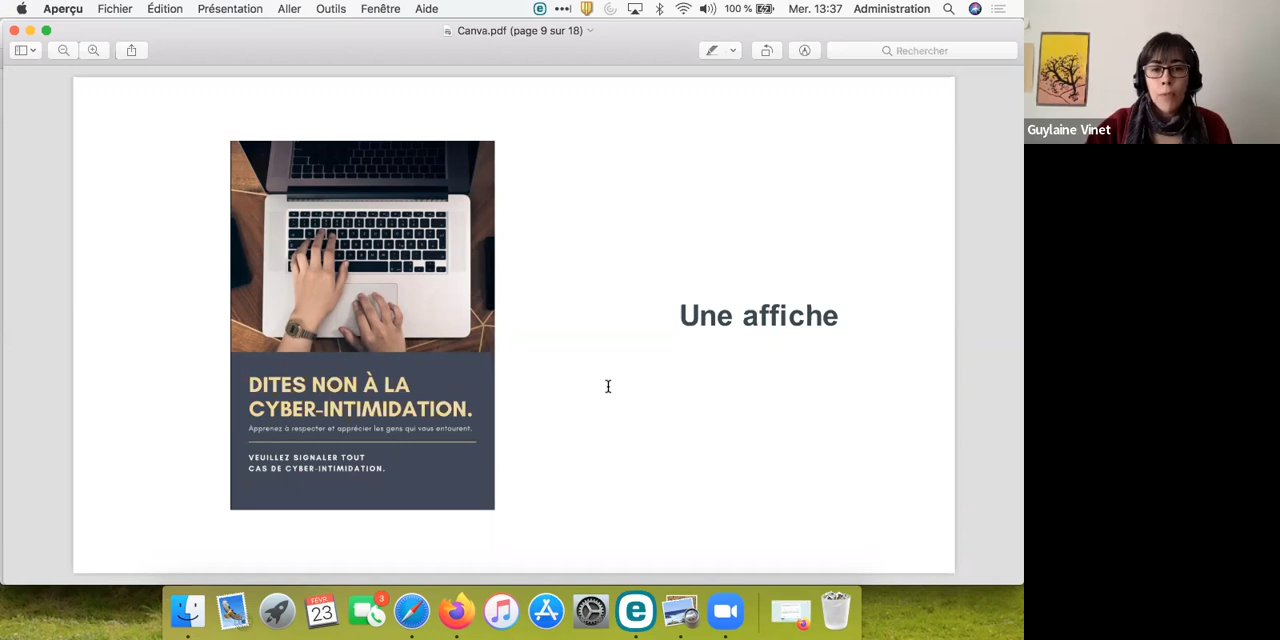 Aperçu Fichier Édition Présentation Aller Outils Fenêtre Aide
100 % Mer. 13:37 Administration
Canva.pdf (page 9 sur 18)
Rechercher
Guylaine Vinet
DITES NON À LA
CYBER-INTIMIDATION.
Apprenez à respecter et apprécier les gens qui vous entourent.
VEUILLEZ SIGNALER TOUT
CAS DE CYBER-INTIMIDATION.
Une affiche
FÉVR.
23
3